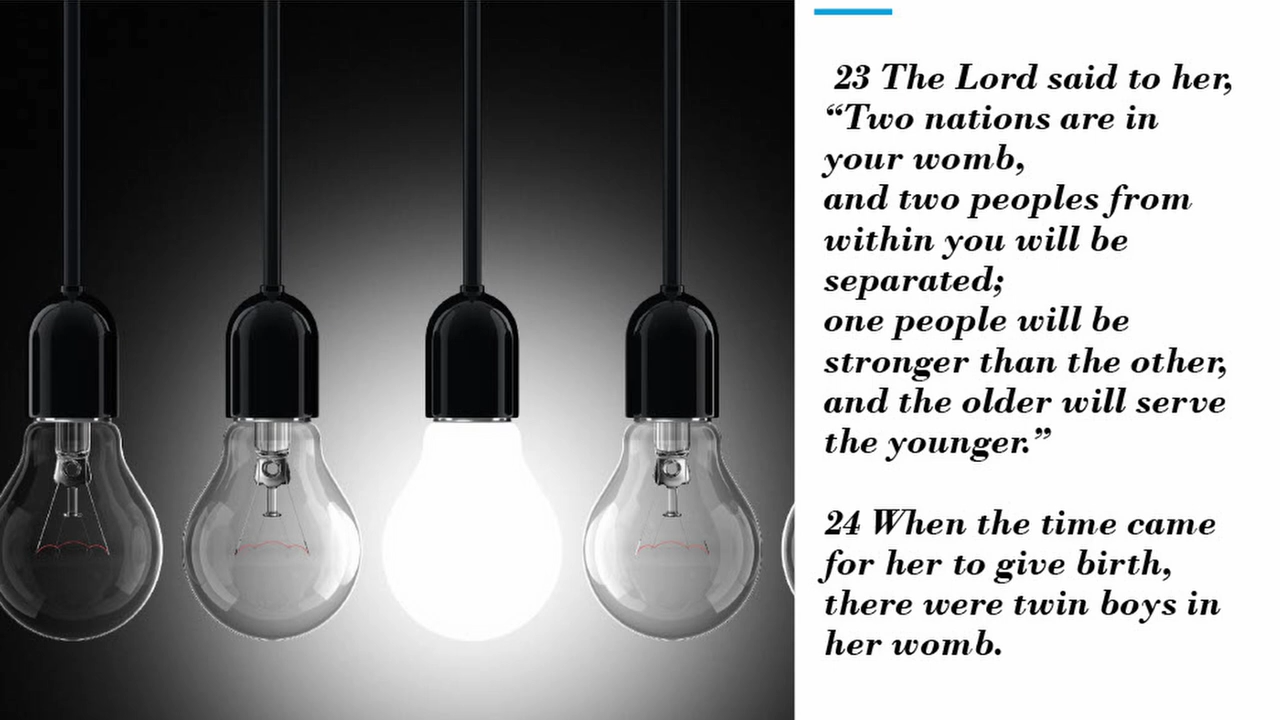 23 The Lord said to her,
“Two nations are in
your womb,
and two peoples from
within you will be
separated;
one people will be
stronger than the other,
and the older will serve
the younger.”
24 When the time came
for her to give birth,
there were twin boys in
her womb.